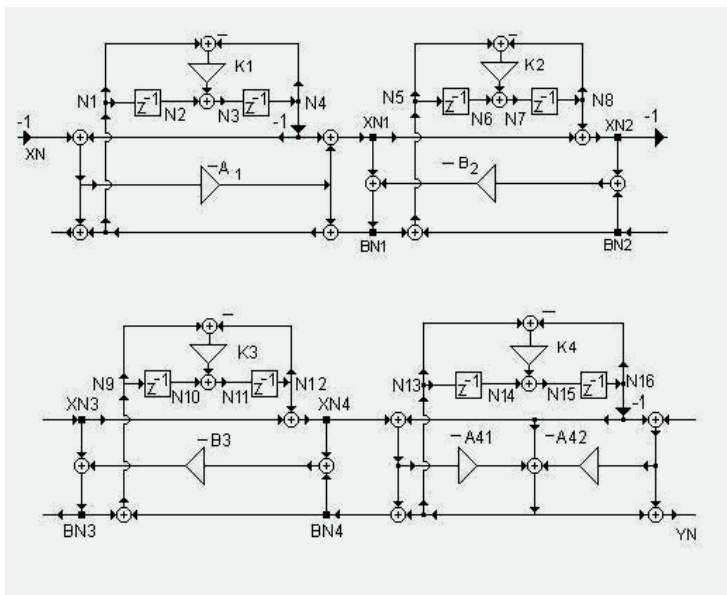 K1
K2
N1
z⁻¹
N2
N3
z⁻¹
N4
N5
z⁻¹
N6
N7
z⁻¹
N8
-1
XN
-1
XN1
XN2
-1
−A1
−B2
BN1
BN2
K3
K4
N9
z⁻¹
N10
N11
z⁻¹
N12
N13
z⁻¹
N14
N15
z⁻¹
N16
XN3
XN4
-1
−B3
−A41
−A42
BN3
BN4
YN